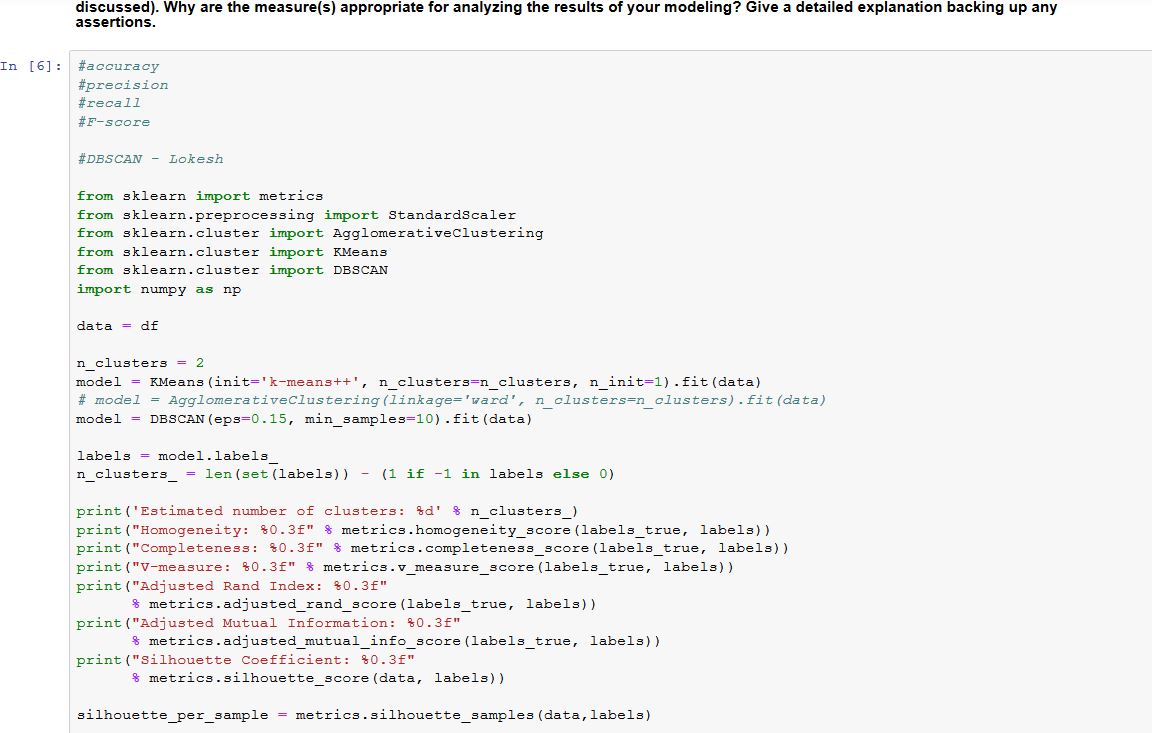 discussed). Why are the measure(s) appropriate for analyzing the results of your modeling? Give a detailed explanation backing up any
assertions.
In [6]:
#accuracy
#precision
#recall
#F-score
#DBSCAN - Lokesh
from sklearn import metrics
from sklearn.preprocessing import StandardScaler
from sklearn.cluster import AgglomerativeClustering
from sklearn.cluster import KMeans
from sklearn.cluster import DBSCAN
import numpy as np
data = df
n_clusters = 2
model = KMeans(init='k-means++', n_clusters=n_clusters, n_init=1).fit(data)
# model = AgglomerativeClustering(linkage='ward', n_clusters=n_clusters).fit(data)
model = DBSCAN(eps=0.15, min_samples=10).fit(data)
labels = model.labels_
n_clusters_ = len(set(labels)) - (1 if -1 in labels else 0)
print('Estimated number of clusters: %d' % n_clusters_)
print("Homogeneity: %0.3f" % metrics.homogeneity_score(labels_true, labels))
print("Completeness: %0.3f" % metrics.completeness_score(labels_true, labels))
print("V-measure: %0.3f" % metrics.v_measure_score(labels_true, labels))
print("Adjusted Rand Index: %0.3f"
% metrics.adjusted_rand_score(labels_true, labels))
print("Adjusted Mutual Information: %0.3f"
% metrics.adjusted_mutual_info_score(labels_true, labels))
print("Silhouette Coefficient: %0.3f"
% metrics.silhouette_score(data, labels))
silhouette_per_sample = metrics.silhouette_samples(data,labels)